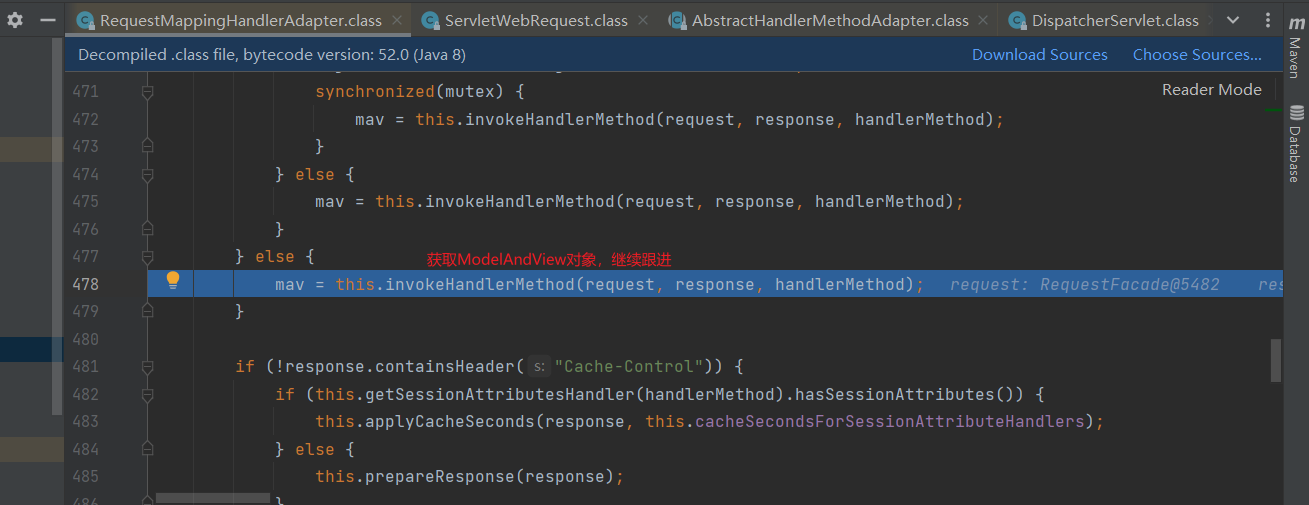 RequestMappingHandlerAdapter.class ServletWebRequest.class AbstractHandlerMethodAdapter.class DispatcherServlet.class
Decompiled .class file, bytecode version: 52.0 (Java 8) Download Sources Choose Sources...
Reader Mode
471 synchronized(mutex) {
472 mav = this.invokeHandlerMethod(request, response, handlerMethod);
473 }
474 } else {
475 mav = this.invokeHandlerMethod(request, response, handlerMethod);
476 }
477 } else {
获取ModelAndView对象，继续跟进
478 mav = this.invokeHandlerMethod(request, response, handlerMethod); request: RequestFacade@5482 res
479 }
480
481 if (!response.containsHeader( s: "Cache-Control")) {
482 if (this.getSessionAttributesHandler(handlerMethod).hasSessionAttributes()) {
483 this.applyCacheSeconds(response, this.cacheSecondsForSessionAttributeHandlers);
484 } else {
485 this.prepareResponse(response);
486 }
Maven
Database